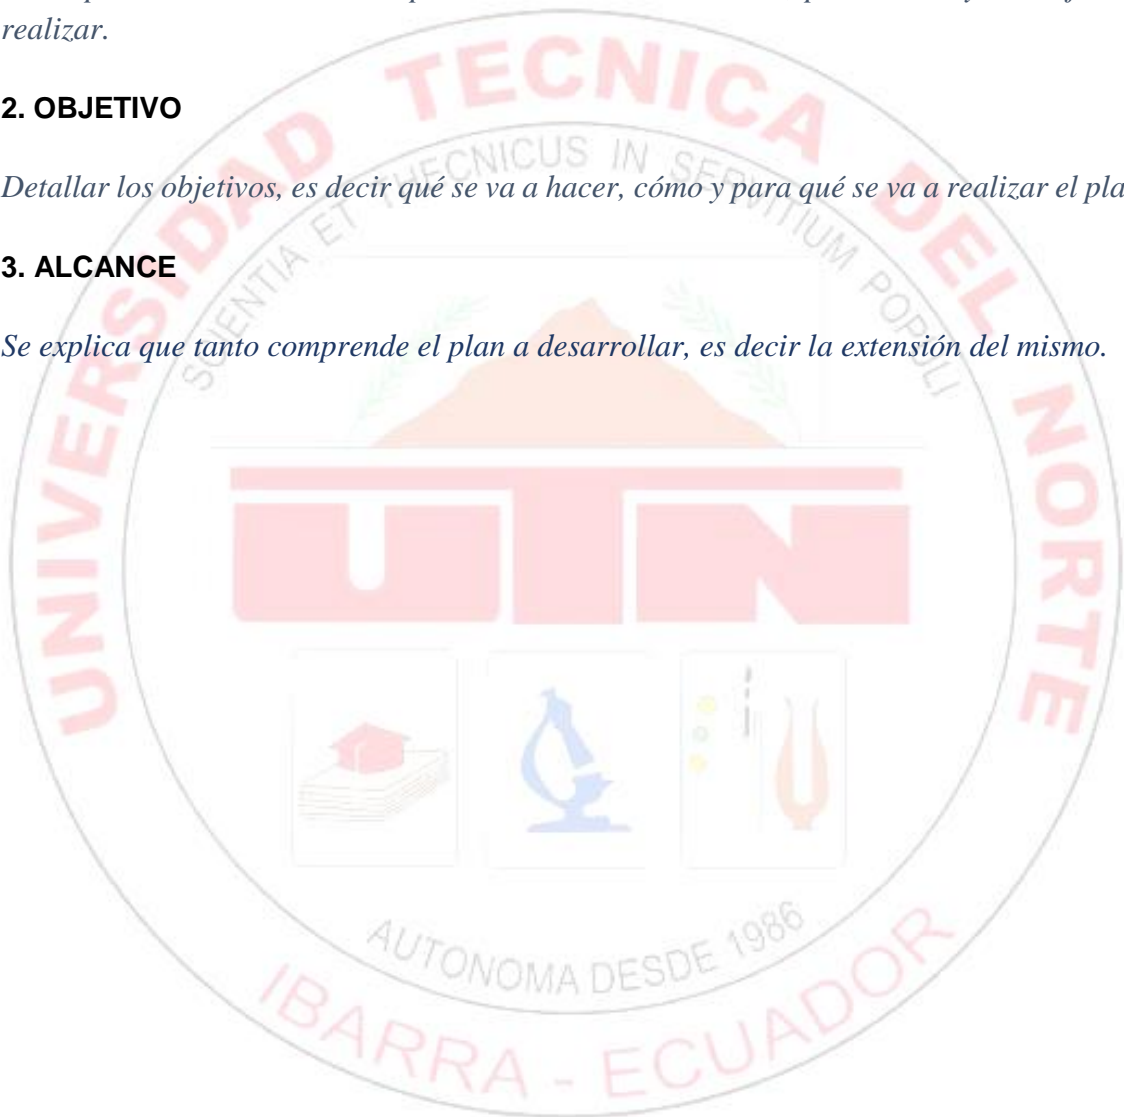 realizar.
2. OBJETIVO
Detallar los objetivos, es decir qué se va a hacer, cómo y para qué se va a realizar el pla
3. ALCANCE
Se explica que tanto comprende el plan a desarrollar, es decir la extensión del mismo.
UNIVERSIDAD TECNICA DEL NORTE
SCIENTIA ET THECNICUS IN SERVITIUM POPULI
UTN
AUTONOMA DESDE 1986
IBARRA - ECUADOR